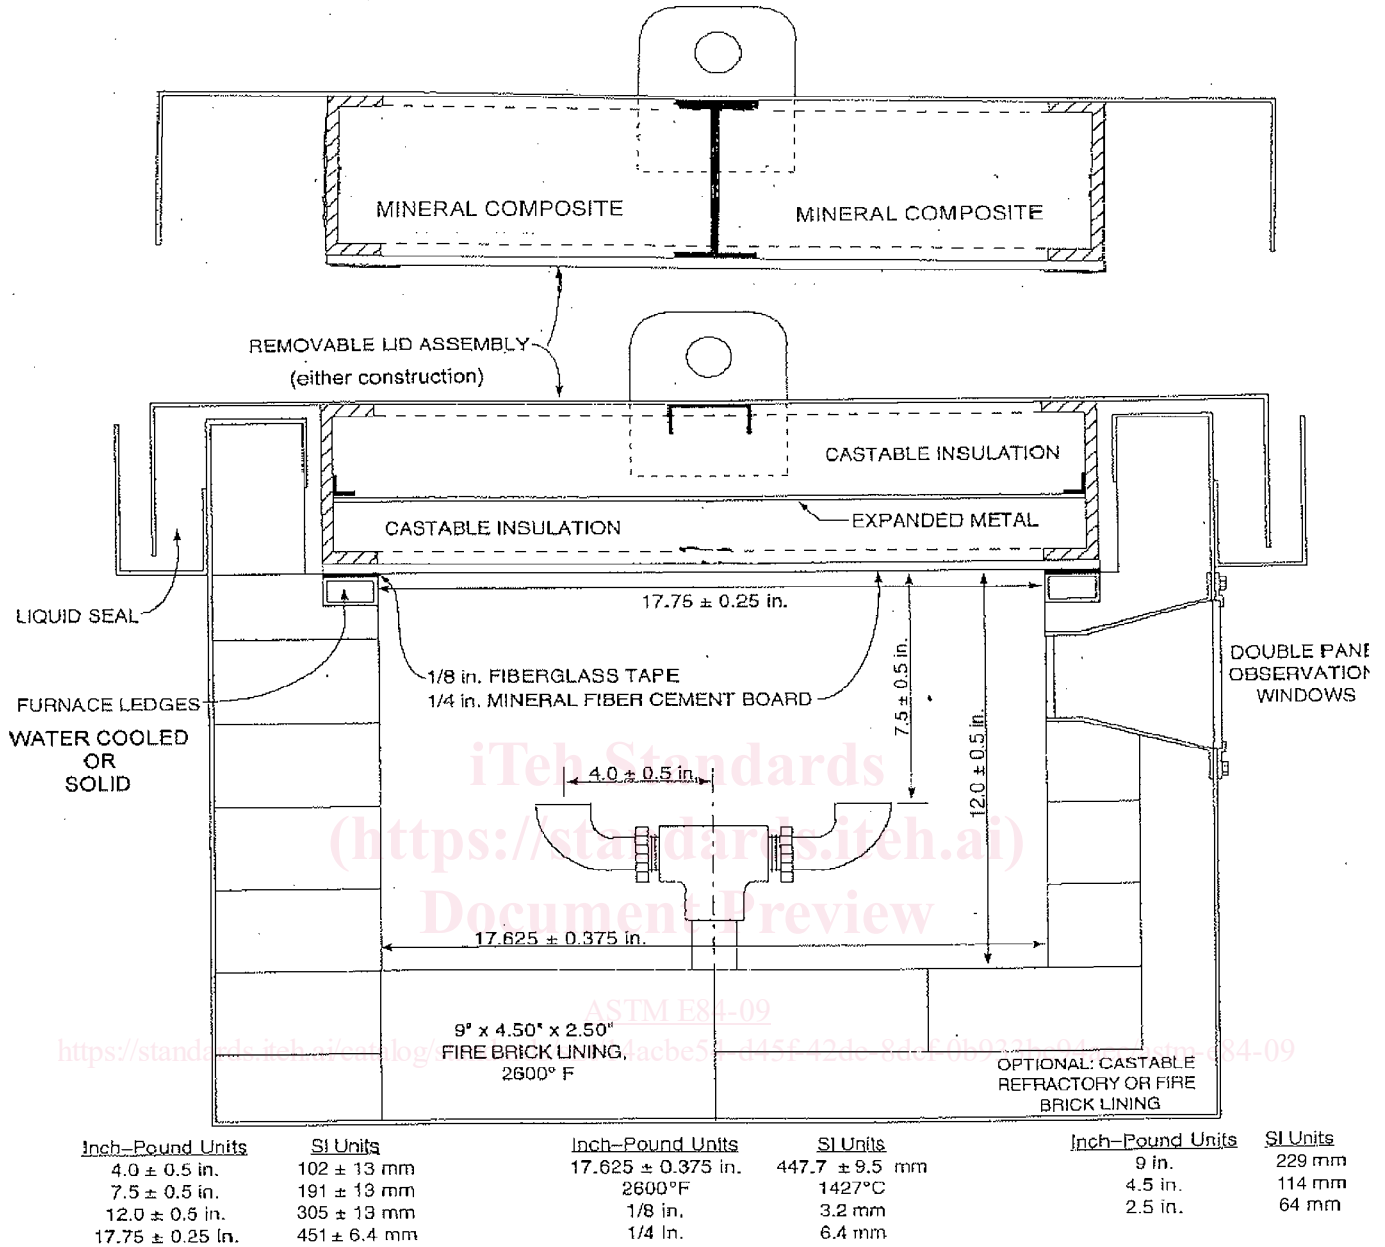 MINERAL COMPOSITE
MINERAL COMPOSITE
REMOVABLE LID ASSEMBLY
(either construction)
CASTABLE INSULATION
CASTABLE INSULATION
EXPANDED METAL
17.75 ± 0.25 in.
LIQUID SEAL
1/8 in. FIBERGLASS TAPE
1/4 in. MINERAL FIBER CEMENT BOARD
7.5 ± 0.5 in.
12.0 ± 0.5 in.
DOUBLE PANE
OBSERVATION
WINDOWS
FURNACE LEDGES
WATER COOLED
OR
SOLID
iTeh Standards
4.0 ± 0.5 in.
(https://standards.iteh.ai)
Document Preview
17.625 ± 0.375 in.
ASTM E84-09
9" x 4.50" x 2.50"
FIRE BRICK LINING,
2600° F
https://standards.iteh.ai/catalog/
OPTIONAL: CASTABLE
REFRACTORY OR FIRE
BRICK LINING
Inch–Pound Units SI Units
4.0 ± 0.5 in. 102 ± 13 mm
7.5 ± 0.5 in. 191 ± 13 mm
12.0 ± 0.5 in. 305 ± 13 mm
17.75 ± 0.25 in. 451 ± 6.4 mm
Inch–Pound Units SI Units
17.625 ± 0.375 in. 447.7 ± 9.5 mm
2600°F 1427°C
1/8 in. 3.2 mm
1/4 in. 6.4 mm
Inch–Pound Units SI Units
9 in. 229 mm
4.5 in. 114 mm
2.5 in. 64 mm